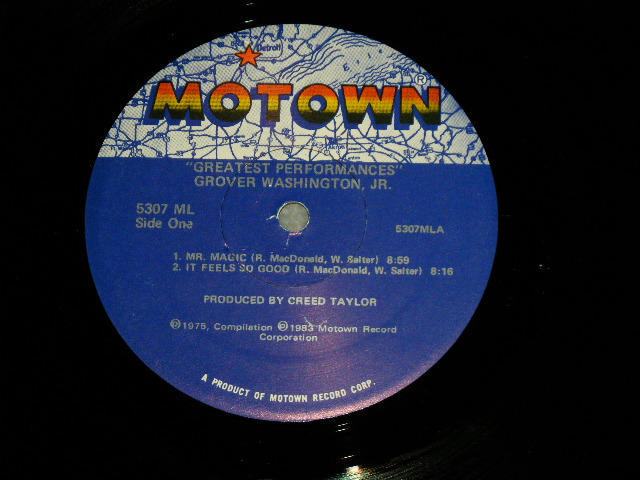 Detroit
MOTOWN®
"GREATEST PERFORMANCES"
GROVER WASHINGTON, JR.
5307 ML
Side One
5307MLA
1. MR. MAGIC (R. MacDonald, W. Salter) 8:59
2. IT FEELS SO GOOD (R. MacDonald, W. Salter) 8:16
PRODUCED BY CREED TAYLOR
℗1975, Compilation ℗1983 Motown Record
Corporation
A PRODUCT OF MOTOWN RECORD CORP.